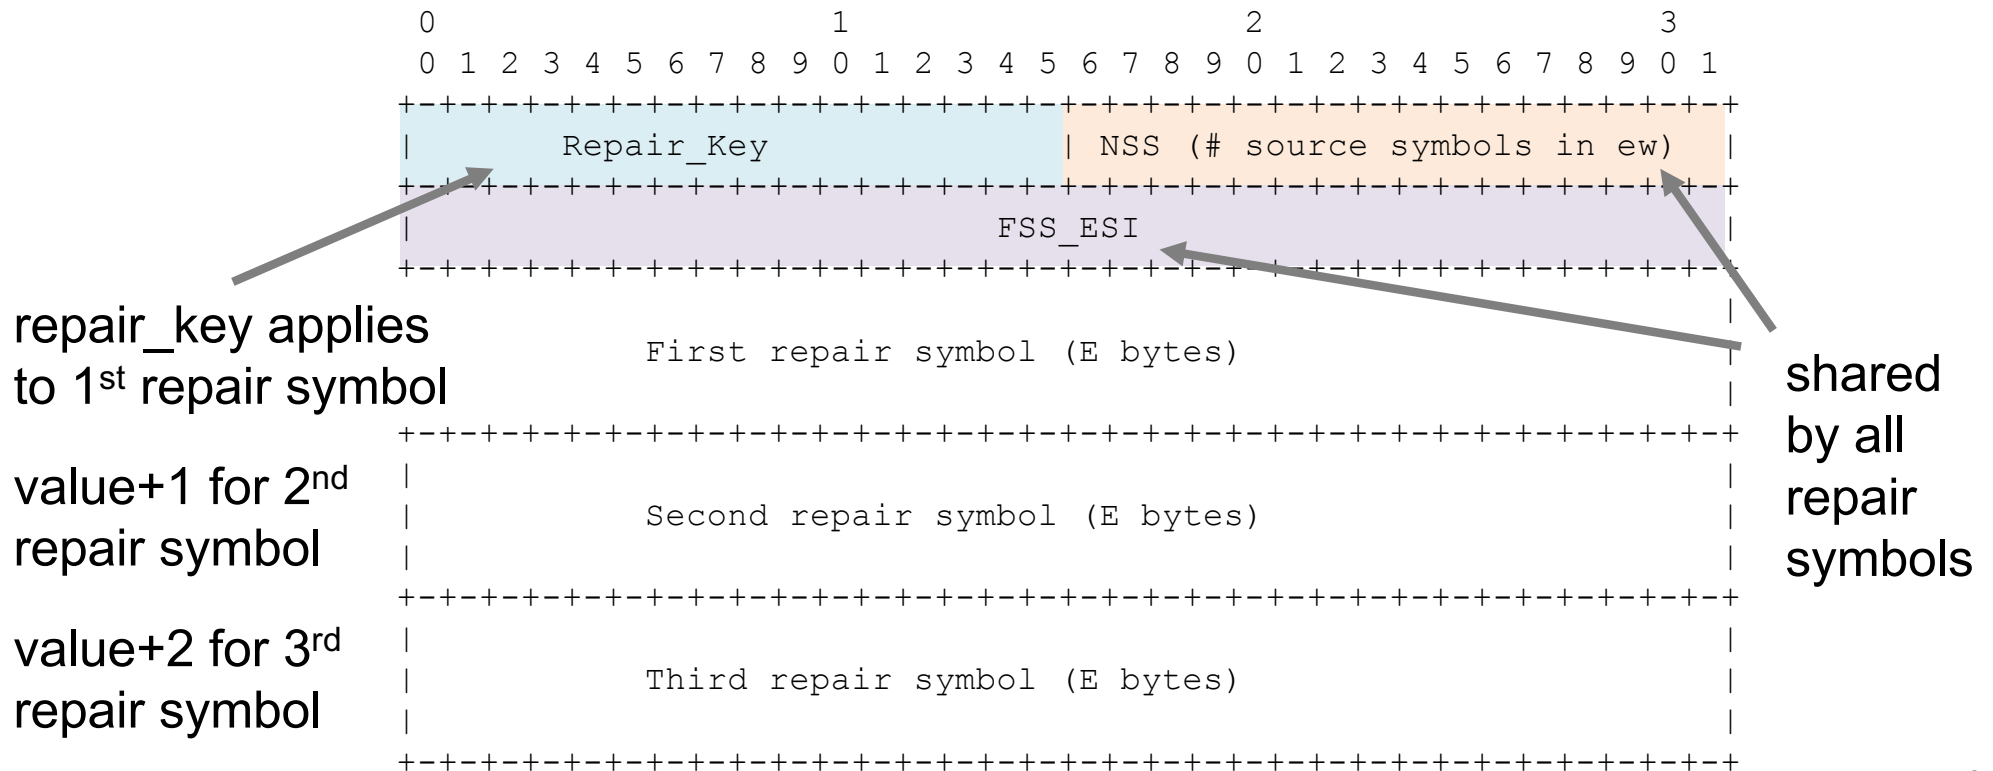 0 1 2 3
0 1 2 3 4 5 6 7 8 9 0 1 2 3 4 5 6 7 8 9 0 1 2 3 4 5 6 7 8 9 0 1
+-+-+-+-+-+-+-+-+-+-+-+-+-+-+-+-+-+-+-+-+-+-+-+-+-+-+-+-+-+-+-+-+
| Repair_Key | NSS (# source symbols in ew) |
+-+-+-+-+-+-+-+-+-+-+-+-+-+-+-+-+-+-+-+-+-+-+-+-+-+-+-+-+-+-+-+-+
| FSS_ESI |
+-+-+-+-+-+-+-+-+-+-+-+-+-+-+-+-+-+-+-+-+-+-+-+-+-+-+-+-+-+-+-+-+
repair_key applies
to 1st repair symbol
First repair symbol (E bytes)
+-+-+-+-+-+-+-+-+-+-+-+-+-+-+-+-+-+-+-+-+-+-+-+-+-+-+-+-+-+-+-+-+
value+1 for 2nd
repair symbol
| Second repair symbol (E bytes) |
+-+-+-+-+-+-+-+-+-+-+-+-+-+-+-+-+-+-+-+-+-+-+-+-+-+-+-+-+-+-+-+-+
value+2 for 3rd
repair symbol
| Third repair symbol (E bytes) |
+-+-+-+-+-+-+-+-+-+-+-+-+-+-+-+-+-+-+-+-+-+-+-+-+-+-+-+-+-+-+-+-+
shared
by all
repair
symbols